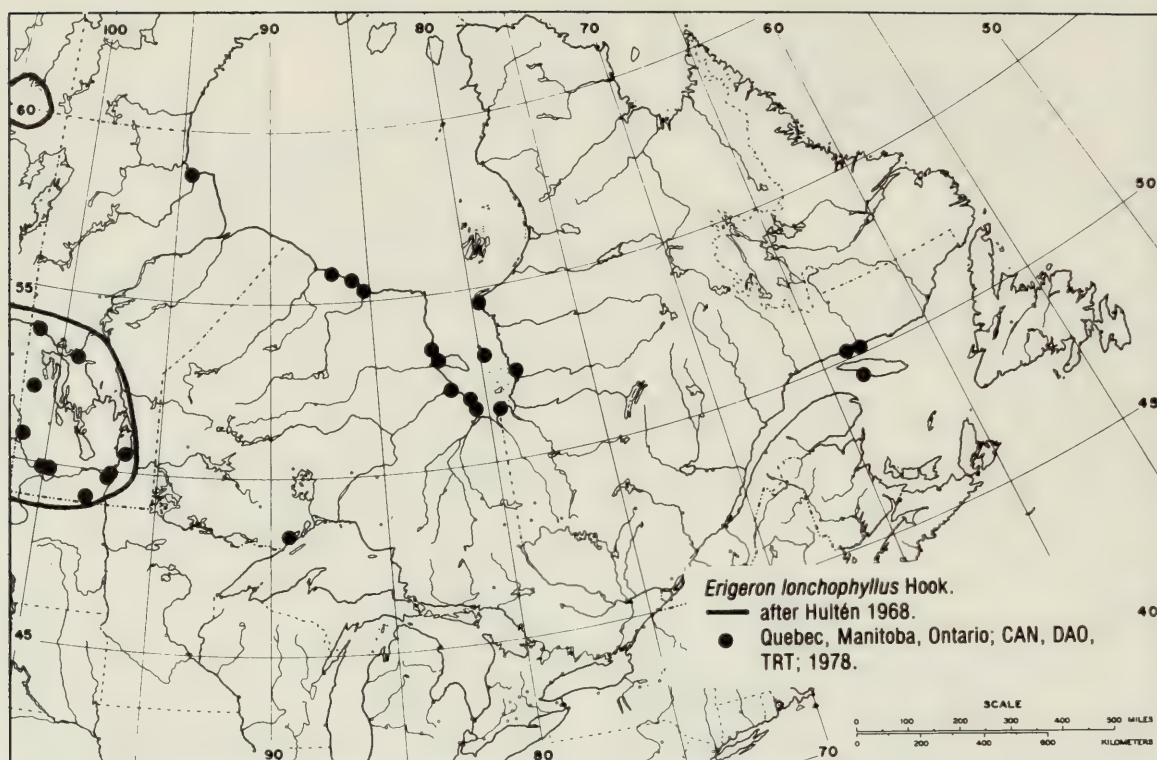 100 90 80 70 60 50
60
50
55
45
Erigeron lonchophyllus Hook.
after Hultén 1968.
Quebec, Manitoba, Ontario; CAN, DAO,
TRT; 1978.
40
45
SCALE
0 100 200 300 400 500 MILES
0 200 400 600 KILOMETERS
90 80 70